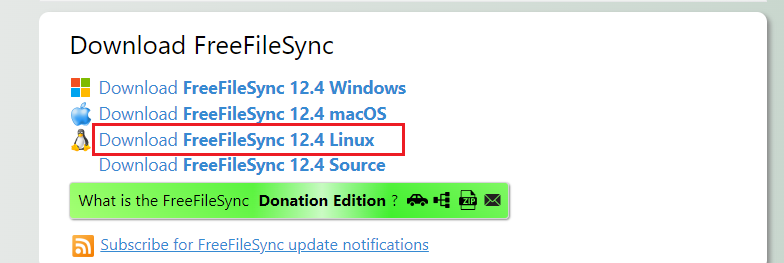 Download FreeFileSync
Download FreeFileSync 12.4 Windows
Download FreeFileSync 12.4 macOS
Download FreeFileSync 12.4 Linux
Download FreeFileSync 12.4 Source
What is the FreeFileSync Donation Edition ? ZIP
Subscribe for FreeFileSync update notifications